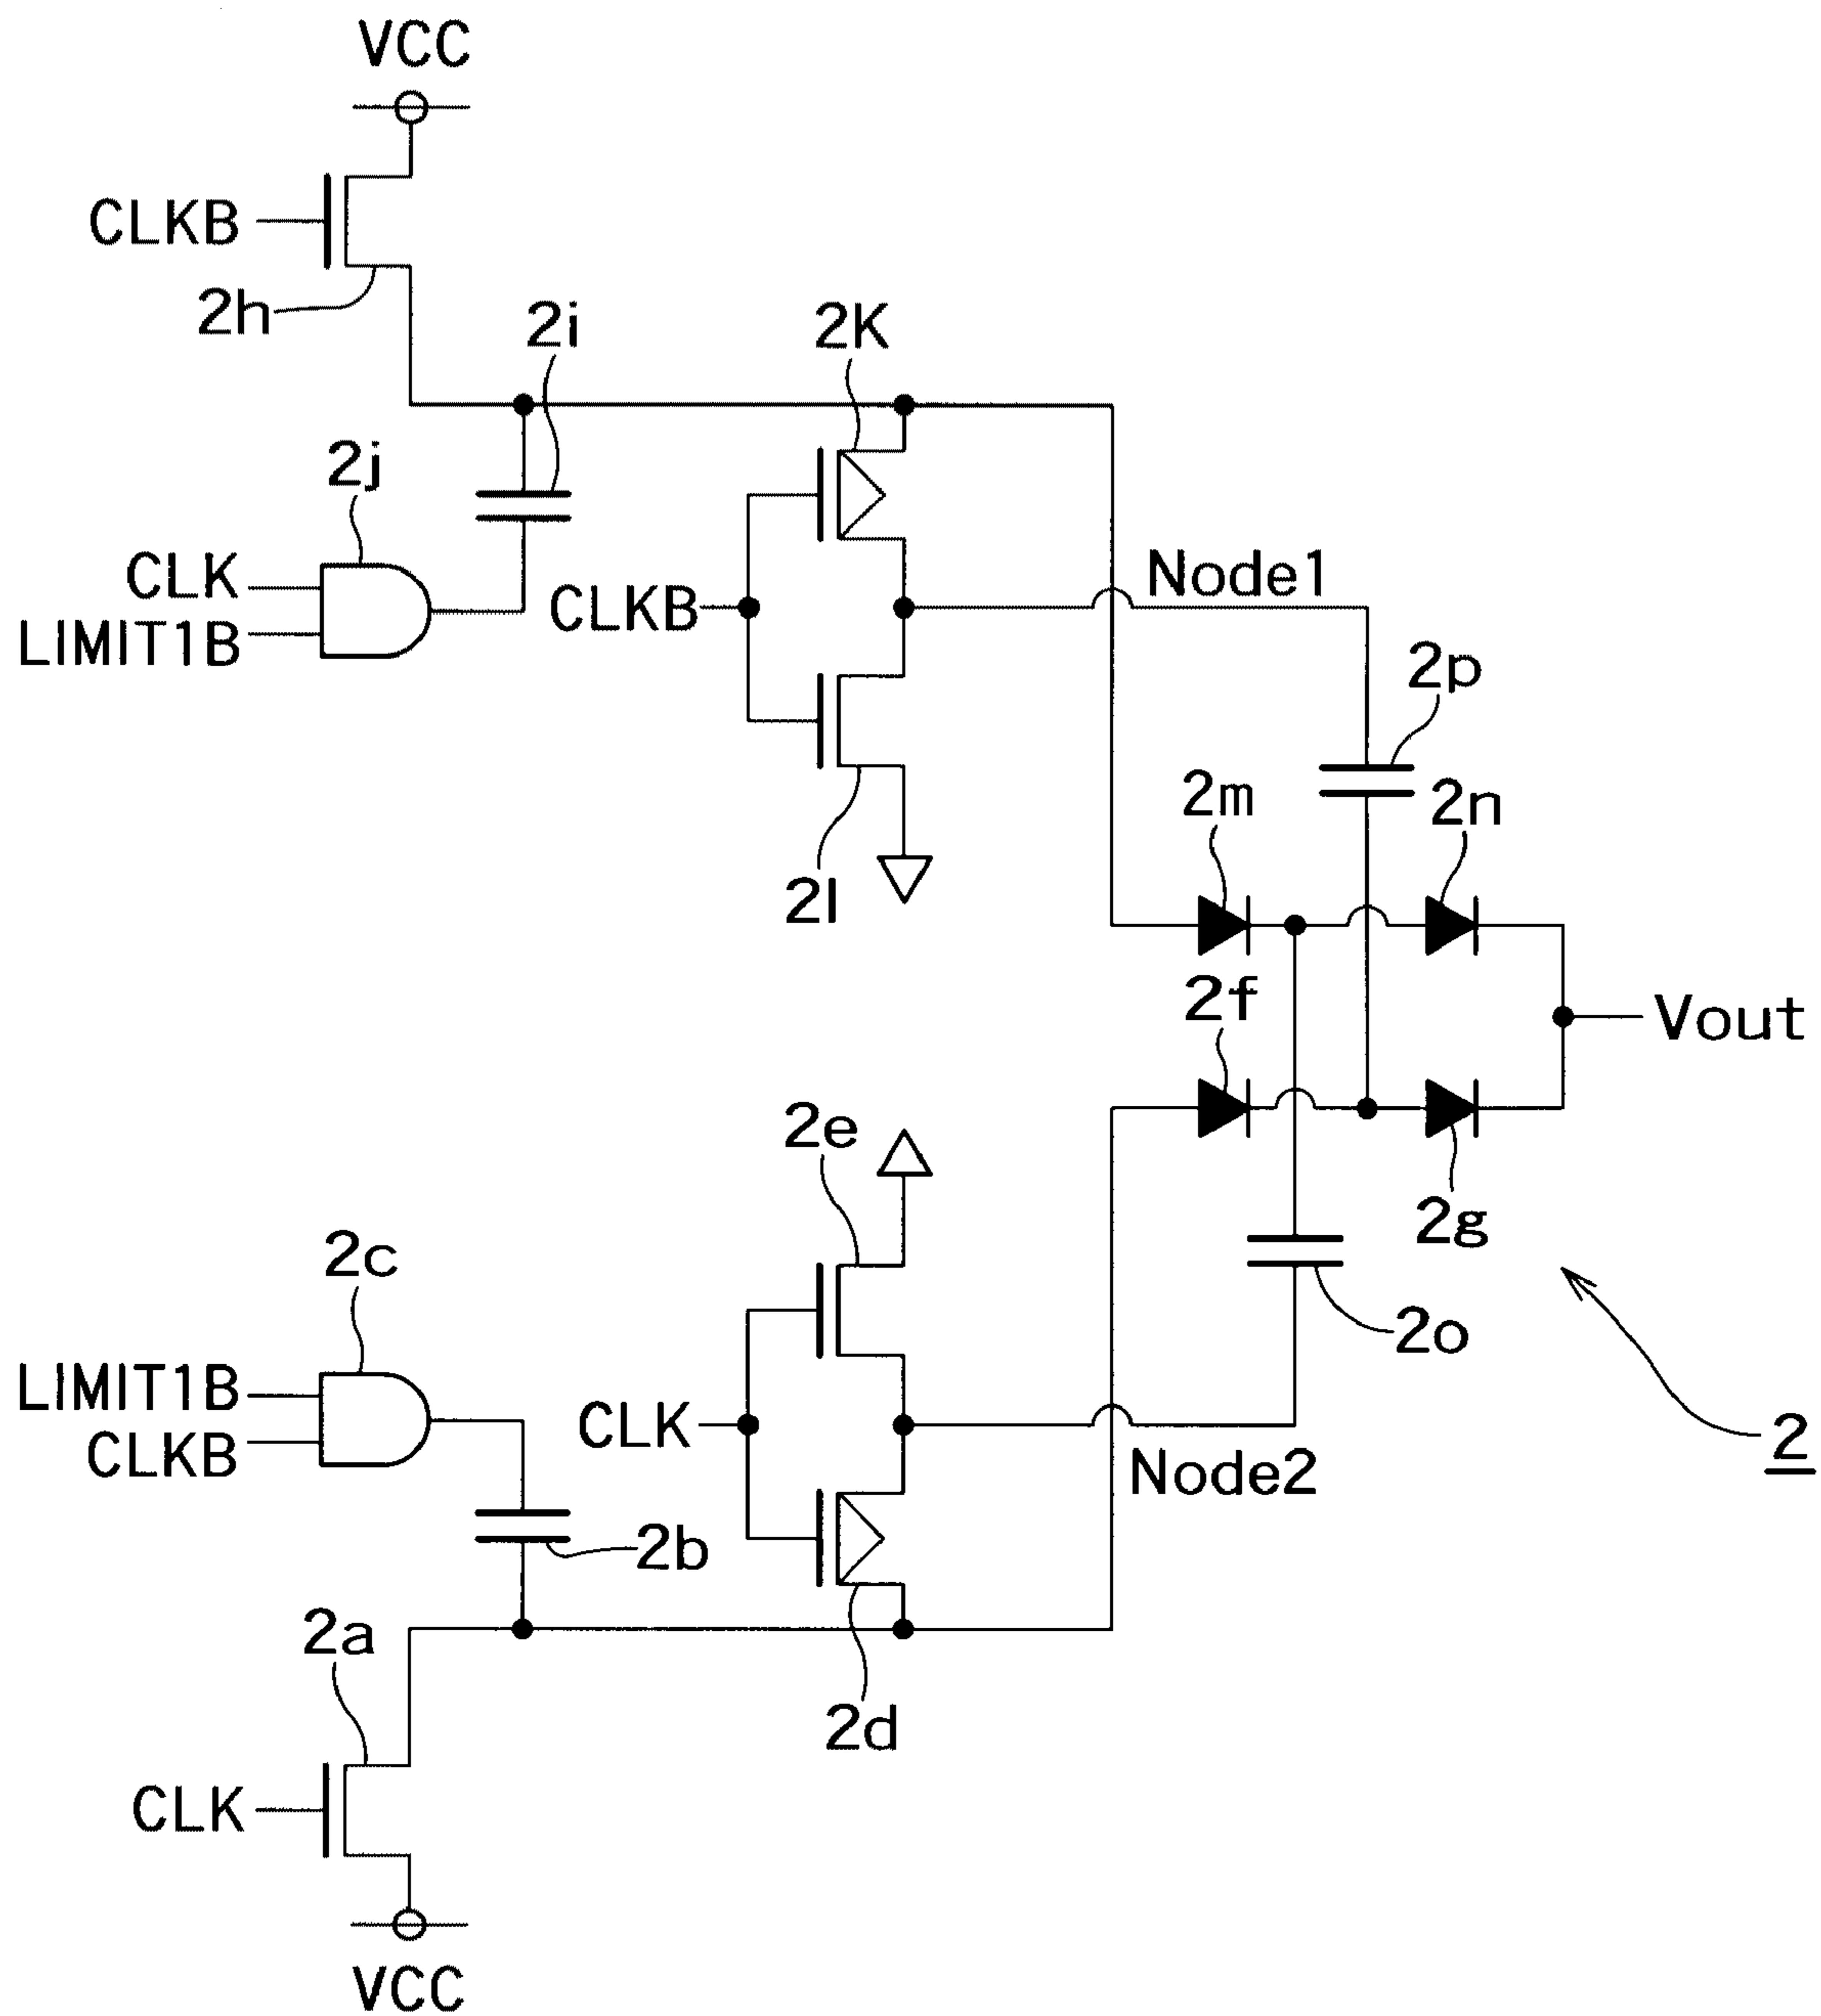 VCC
CLKB
2h
2i
2K
2j
CLK
LIMIT1B
CLKB
Node1
2p
2m
2n
2l
2f
Vout
2e
2g
2c
2o
LIMIT1B
CLKB
CLK
Node2
2
2b
2a
2d
CLK
VCC